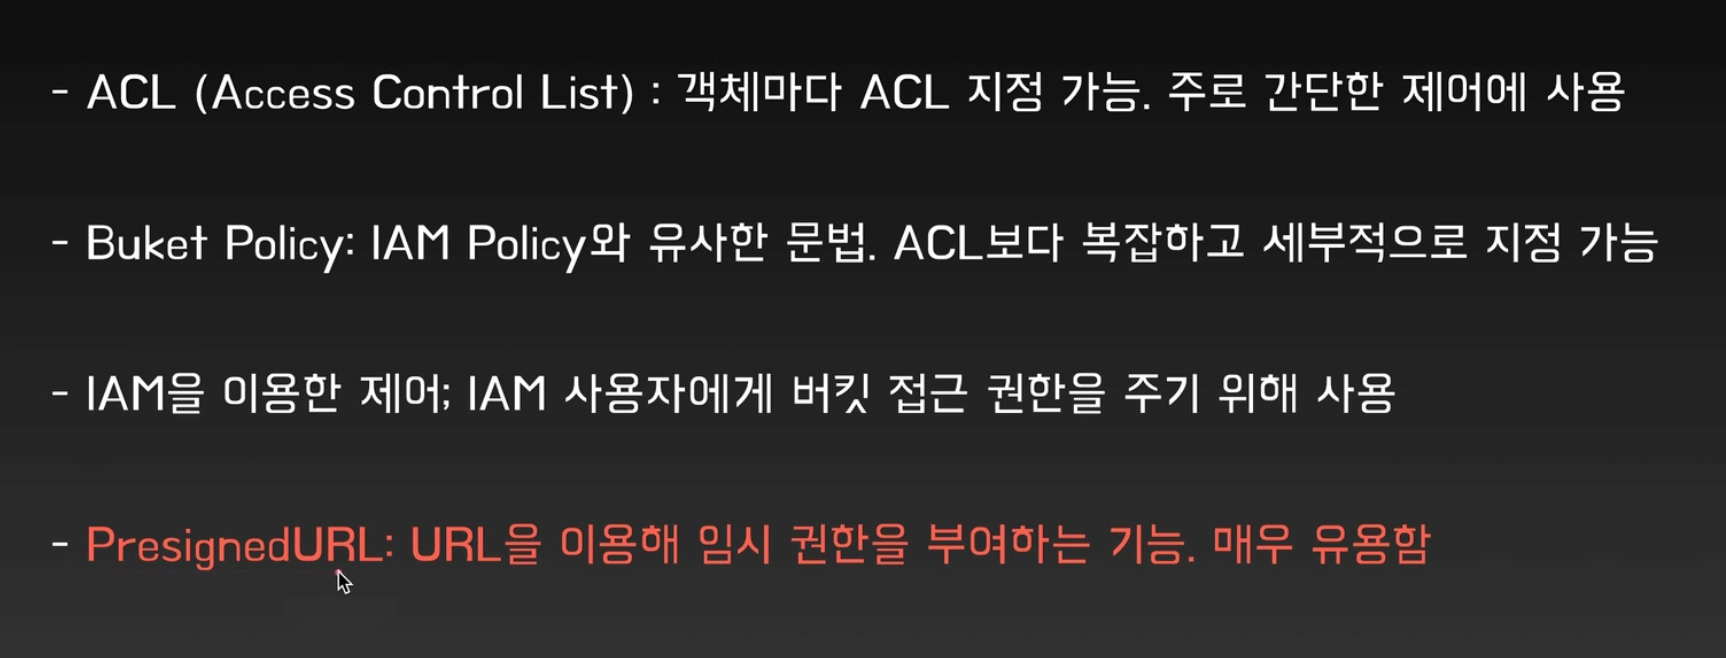 - ACL (Access Control List) : 객체마다 ACL 지정 가능. 주로 간단한 제어에 사용
- Buket Policy: IAM Policy와 유사한 문법. ACL보다 복잡하고 세부적으로 지정 가능
- IAM을 이용한 제어; IAM 사용자에게 버킷 접근 권한을 주기 위해 사용
- PresignedURL: URL을 이용해 임시 권한을 부여하는 기능. 매우 유용함